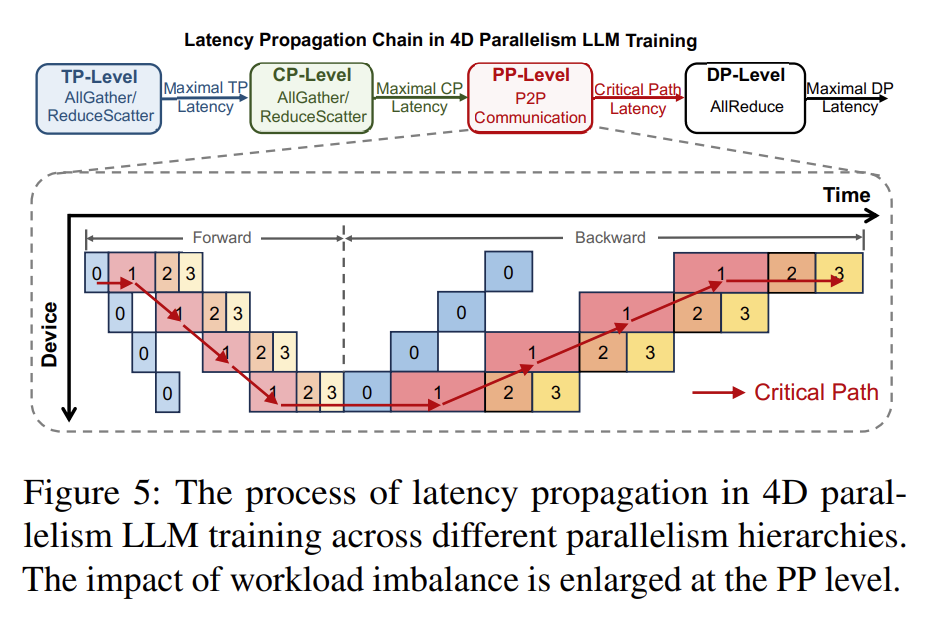 Latency Propagation Chain in 4D Parallelism LLM Training
TP-Level
AllGather/
ReduceScatter
Maximal TP
Latency
CP-Level
AllGather/
ReduceScatter
Maximal CP
Latency
PP-Level
P2P
Communication
Critical Path
Latency
DP-Level
AllReduce
Maximal DP
Latency
Time
Device
Forward
Backward
0 1 2 3 0 1 2 3
0 1 2 3 0 1 2 3
0 1 2 3 0 1 2 3
0 1 2 3 0 1 2 3
Critical Path
Figure 5: The process of latency propagation in 4D paral-
lelism LLM training across different parallelism hierarchies.
The impact of workload imbalance is enlarged at the PP level.